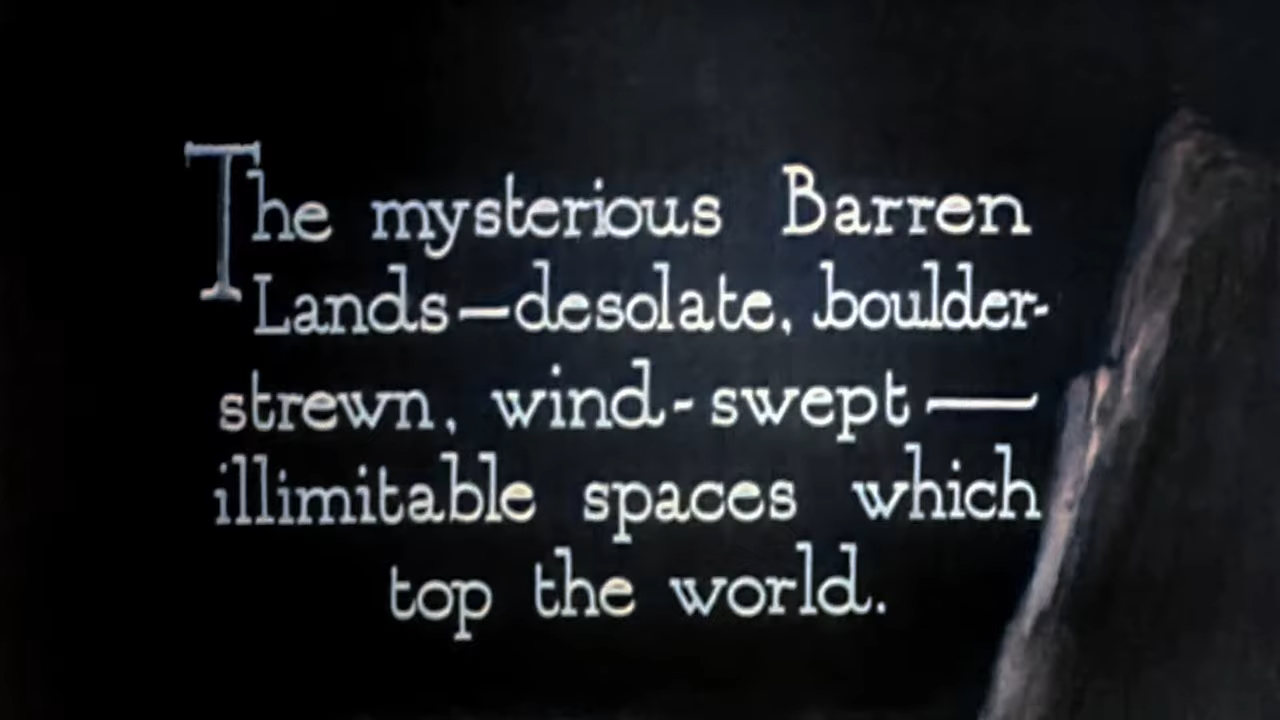 The mysterious Barren
Lands—desolate, boulder-
strewn, wind-swept—
illimitable spaces which
top the world.